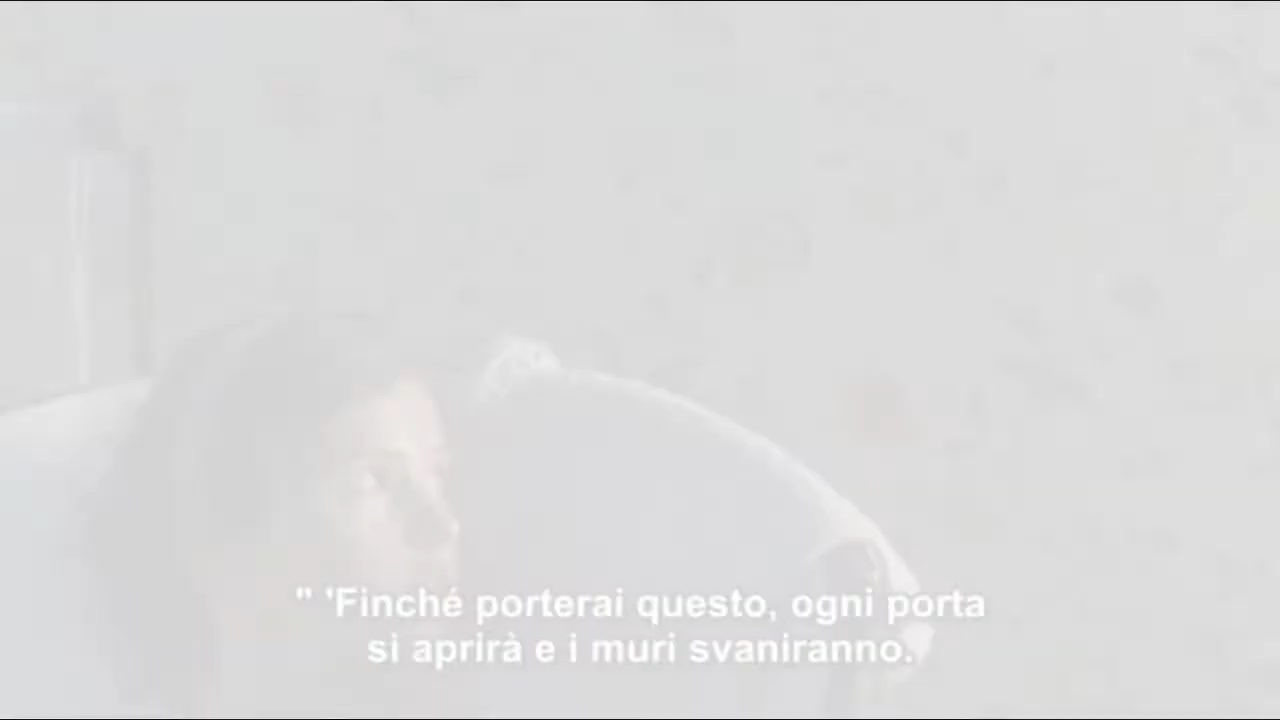 " 'Finché porterai questo, ogni porta
si aprirà e i muri svaniranno.